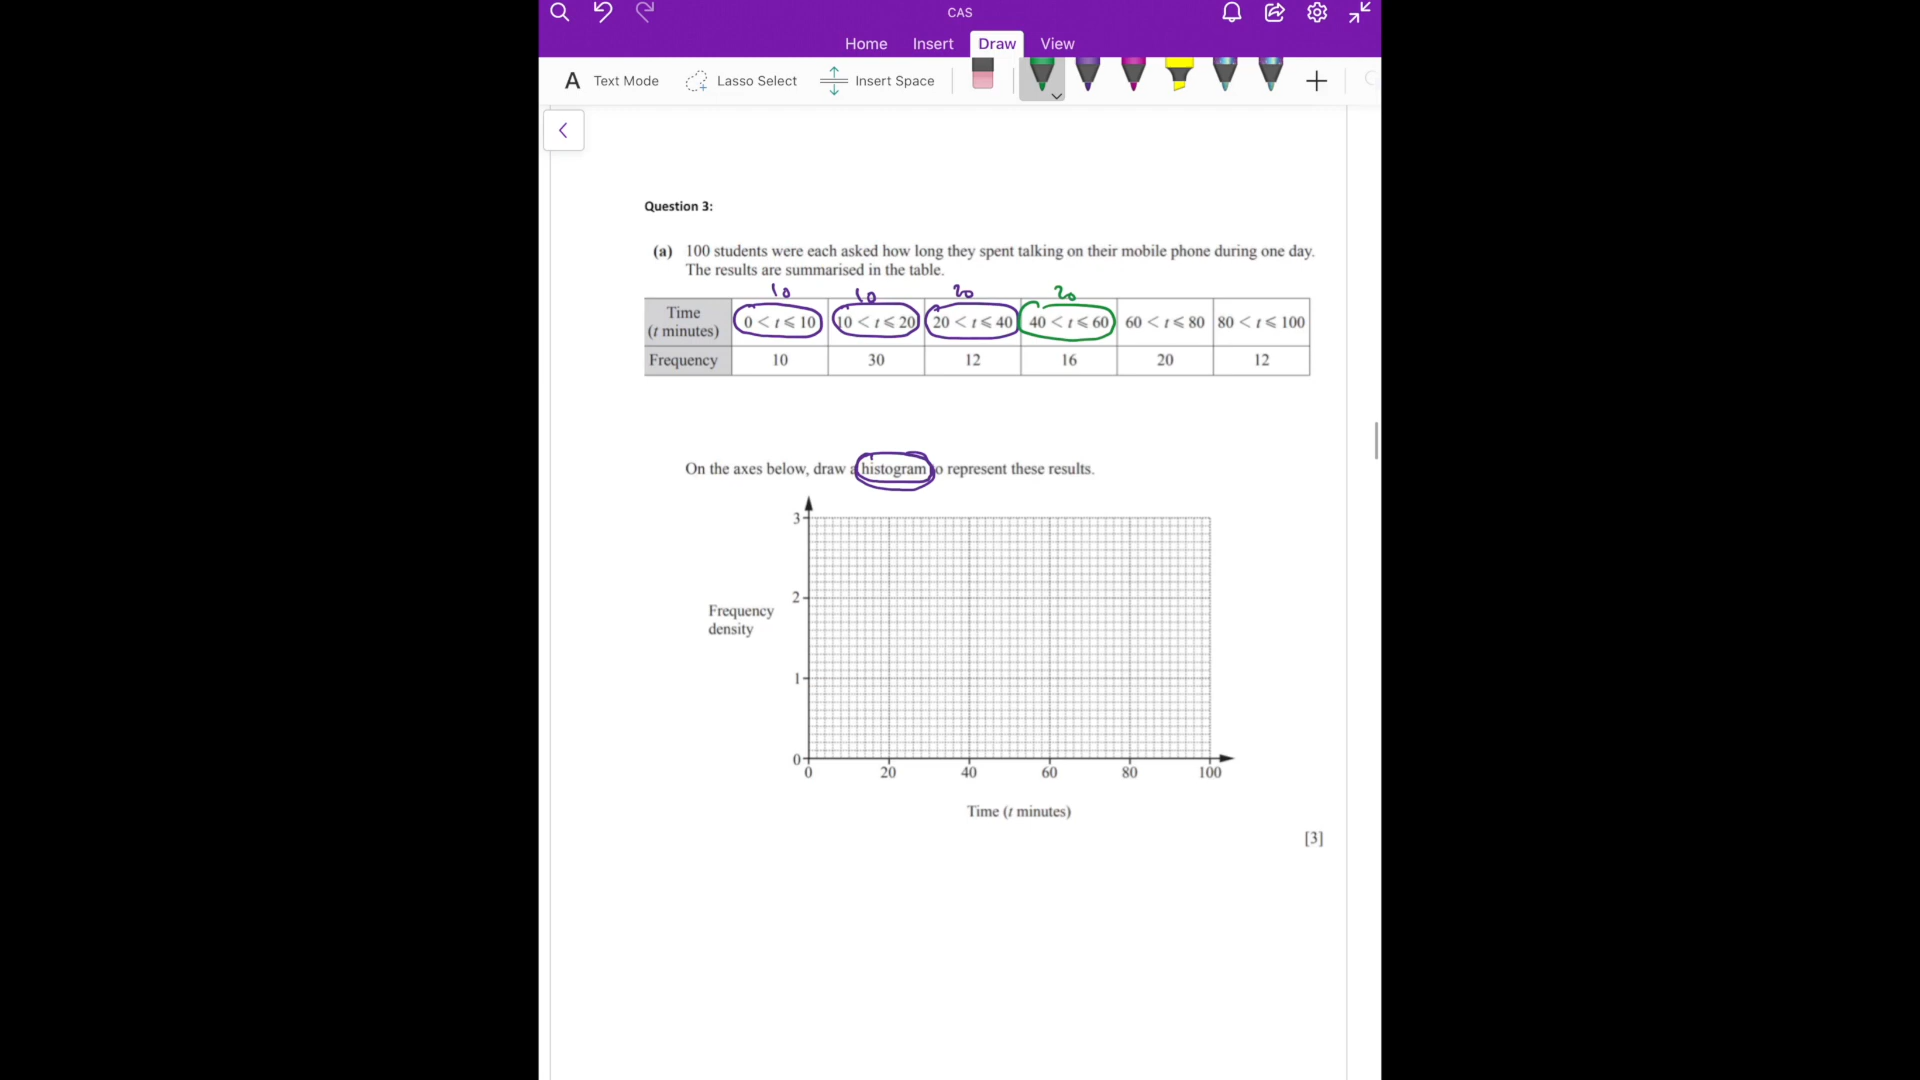 CAS
Home Insert Draw View
A Text Mode Lasso Select Insert Space
Question 3:
(a) 100 students were each asked how long they spent talking on their mobile phone during one day.
The results are summarised in the table.
10 10 20 20
Time (t minutes) 0 < t ⩽ 10 10 < t ⩽ 20 20 < t ⩽ 40 40 < t ⩽ 60 60 < t ⩽ 80 80 < t ⩽ 100
Frequency 10 30 12 16 20 12
On the axes below, draw a histogram to represent these results.
3
2
Frequency
density
1
0
0 20 40 60 80 100
Time (t minutes)
[3]